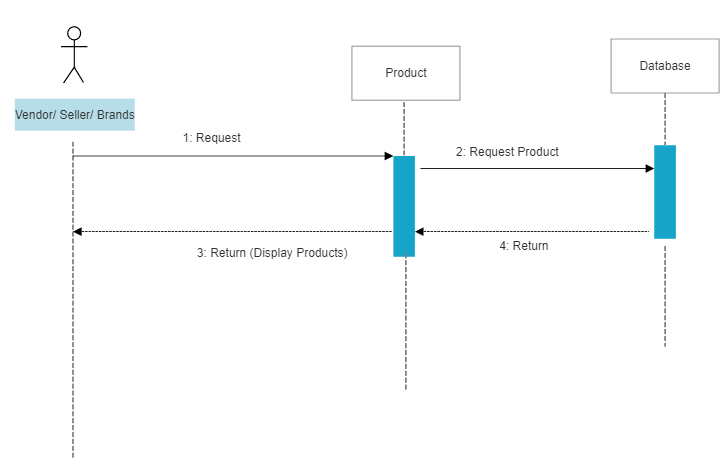 Product
Database
Vendor/ Seller/ Brands
1: Request
2: Request Product
3: Return (Display Products)
4: Return